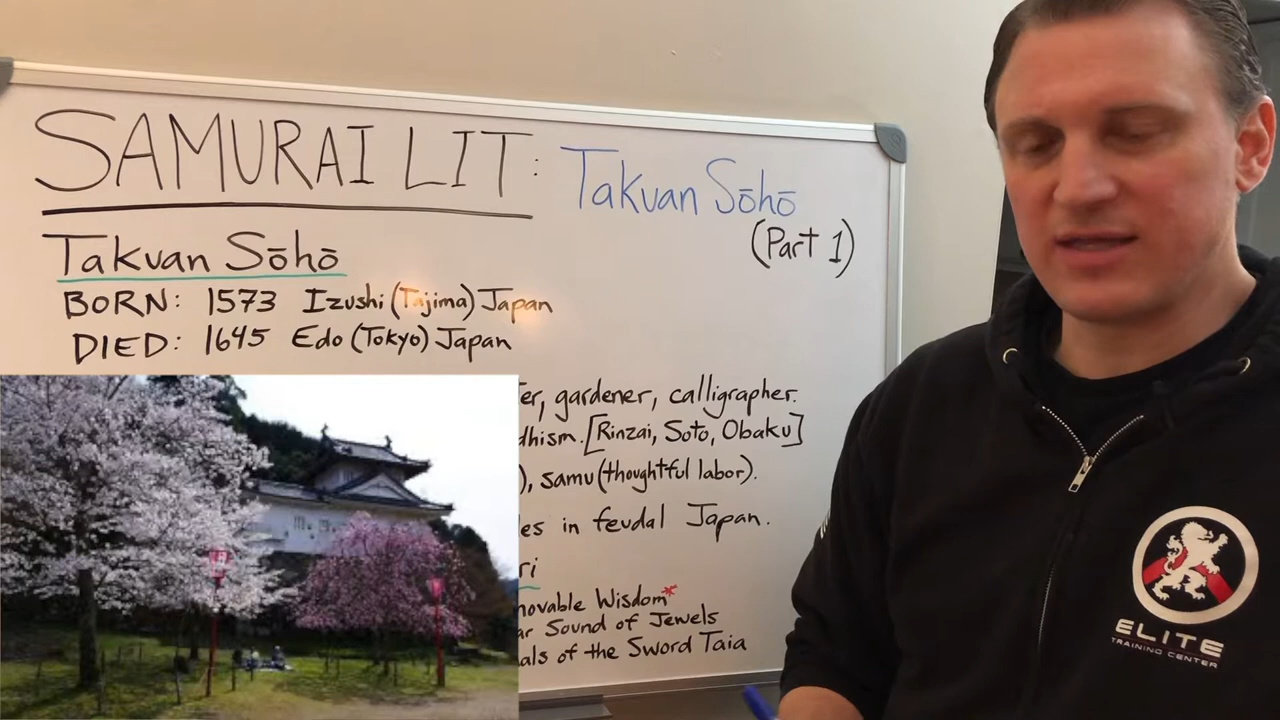 SAMURAI LIT: Takuan Sōhō
(Part 1)
Takuan Sōhō
BORN: 1573 Izushi (Tajima) Japan
DIED: 1645 Edo (Tokyo) Japan
er, gardener, calligrapher.
dhism. [Rinzai, Soto, Obaku]
), samu (thoughtful labor).
es in feudal Japan.
ri
movable Wisdom*
ar Sound of Jewels
als of the Sword Taia
ELITE
TRAINING CENTER